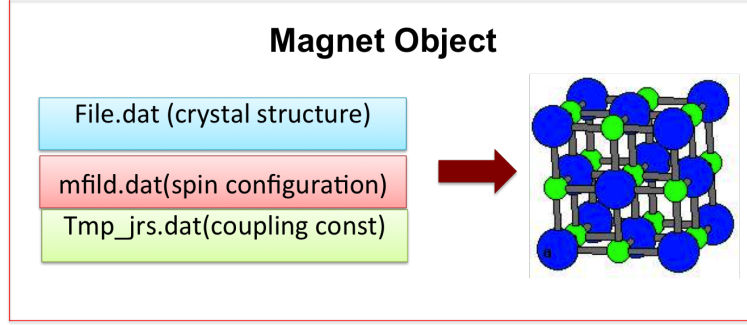 Magnet Object
File.dat (crystal structure)
mfild.dat(spin configuration)
Tmp_jrs.dat(coupling const)